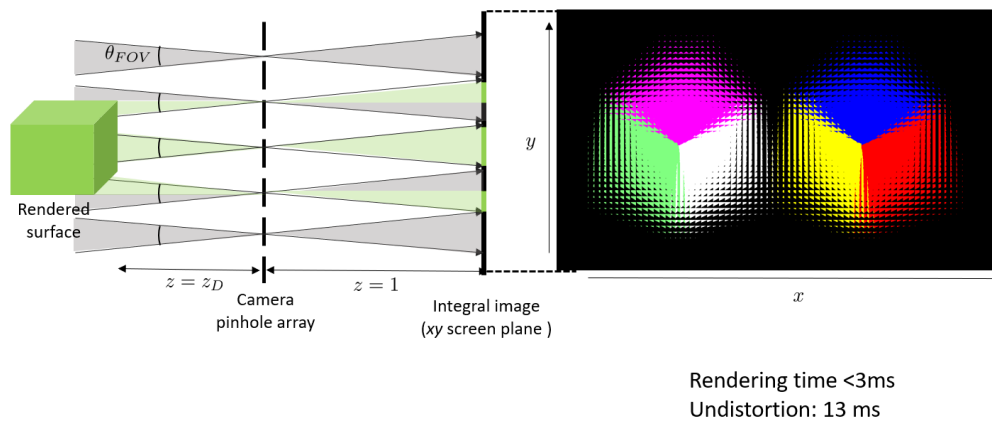 θ_FOV
Rendered
surface
z = z_D
z = 1
Camera
pinhole array
Integral image
(xy screen plane )
y
x
Rendering time <3ms
Undistortion: 13 ms